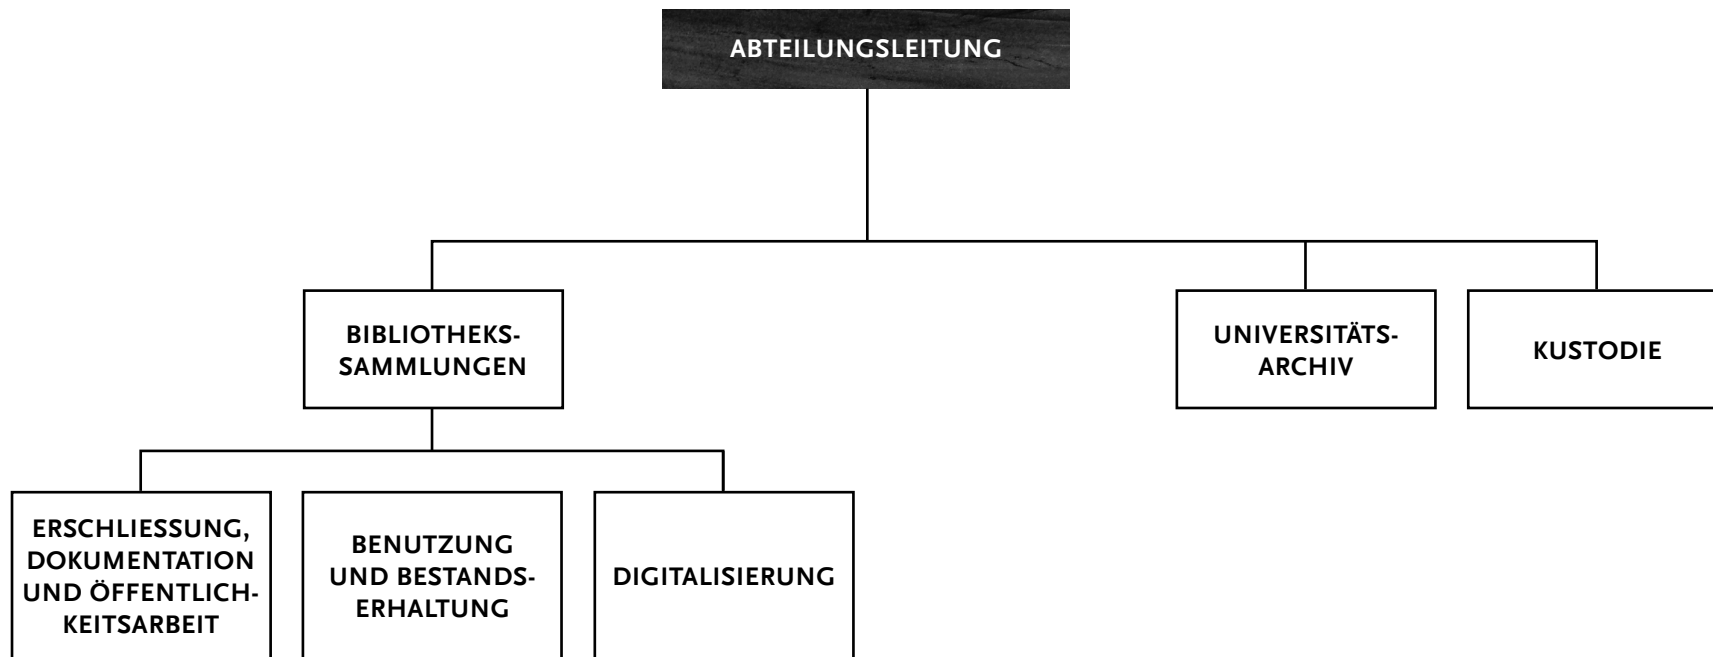 ABTEILUNGSLEITUNG
BIBLIOTHEKS-
SAMMLUNGEN
UNIVERSITÄTS-
ARCHIV
KUSTODIE
ERSCHLIESSUNG,
DOKUMENTATION
UND ÖFFENTLICH-
KEITSARBEIT
BENUTZUNG
UND BESTANDS-
ERHALTUNG
DIGITALISIERUNG